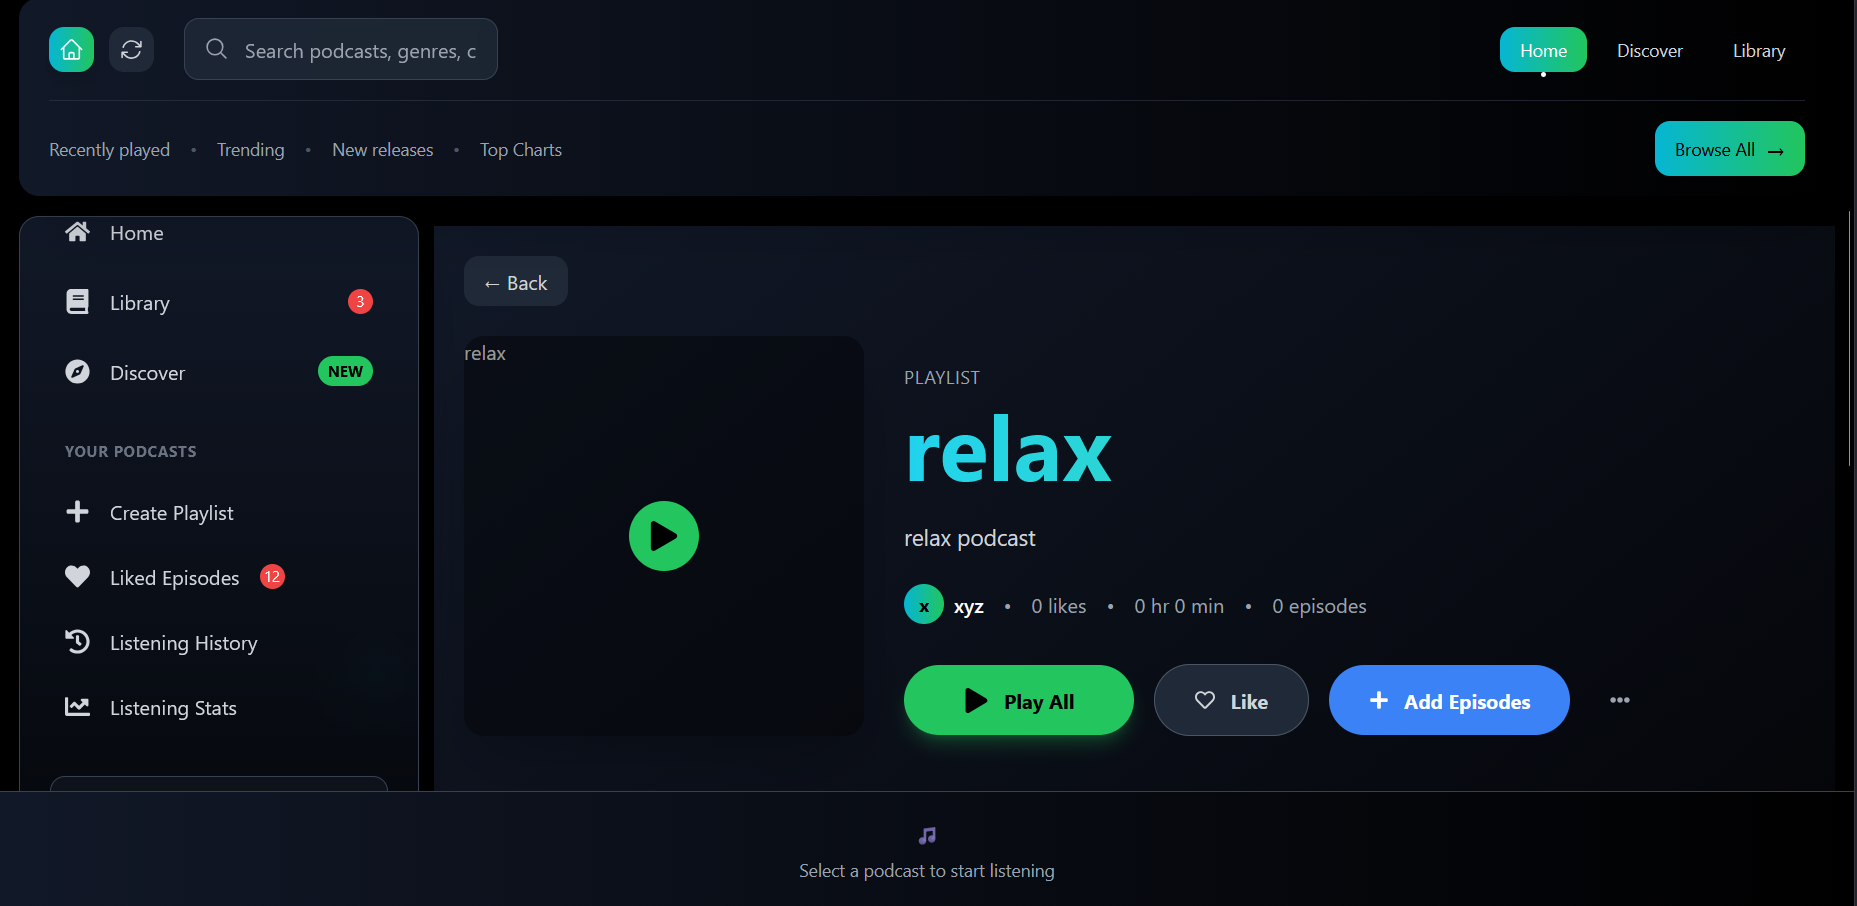 Search podcasts, genres, c
Home
Discover
Library
Recently played • Trending • New releases • Top Charts
Browse All →
Home
Library 3
Discover NEW
YOUR PODCASTS
Create Playlist
Liked Episodes 12
Listening History
Listening Stats
← Back
relax
PLAYLIST
relax
relax podcast
x xyz • 0 likes • 0 hr 0 min • 0 episodes
Play All
Like
Add Episodes
Select a podcast to start listening